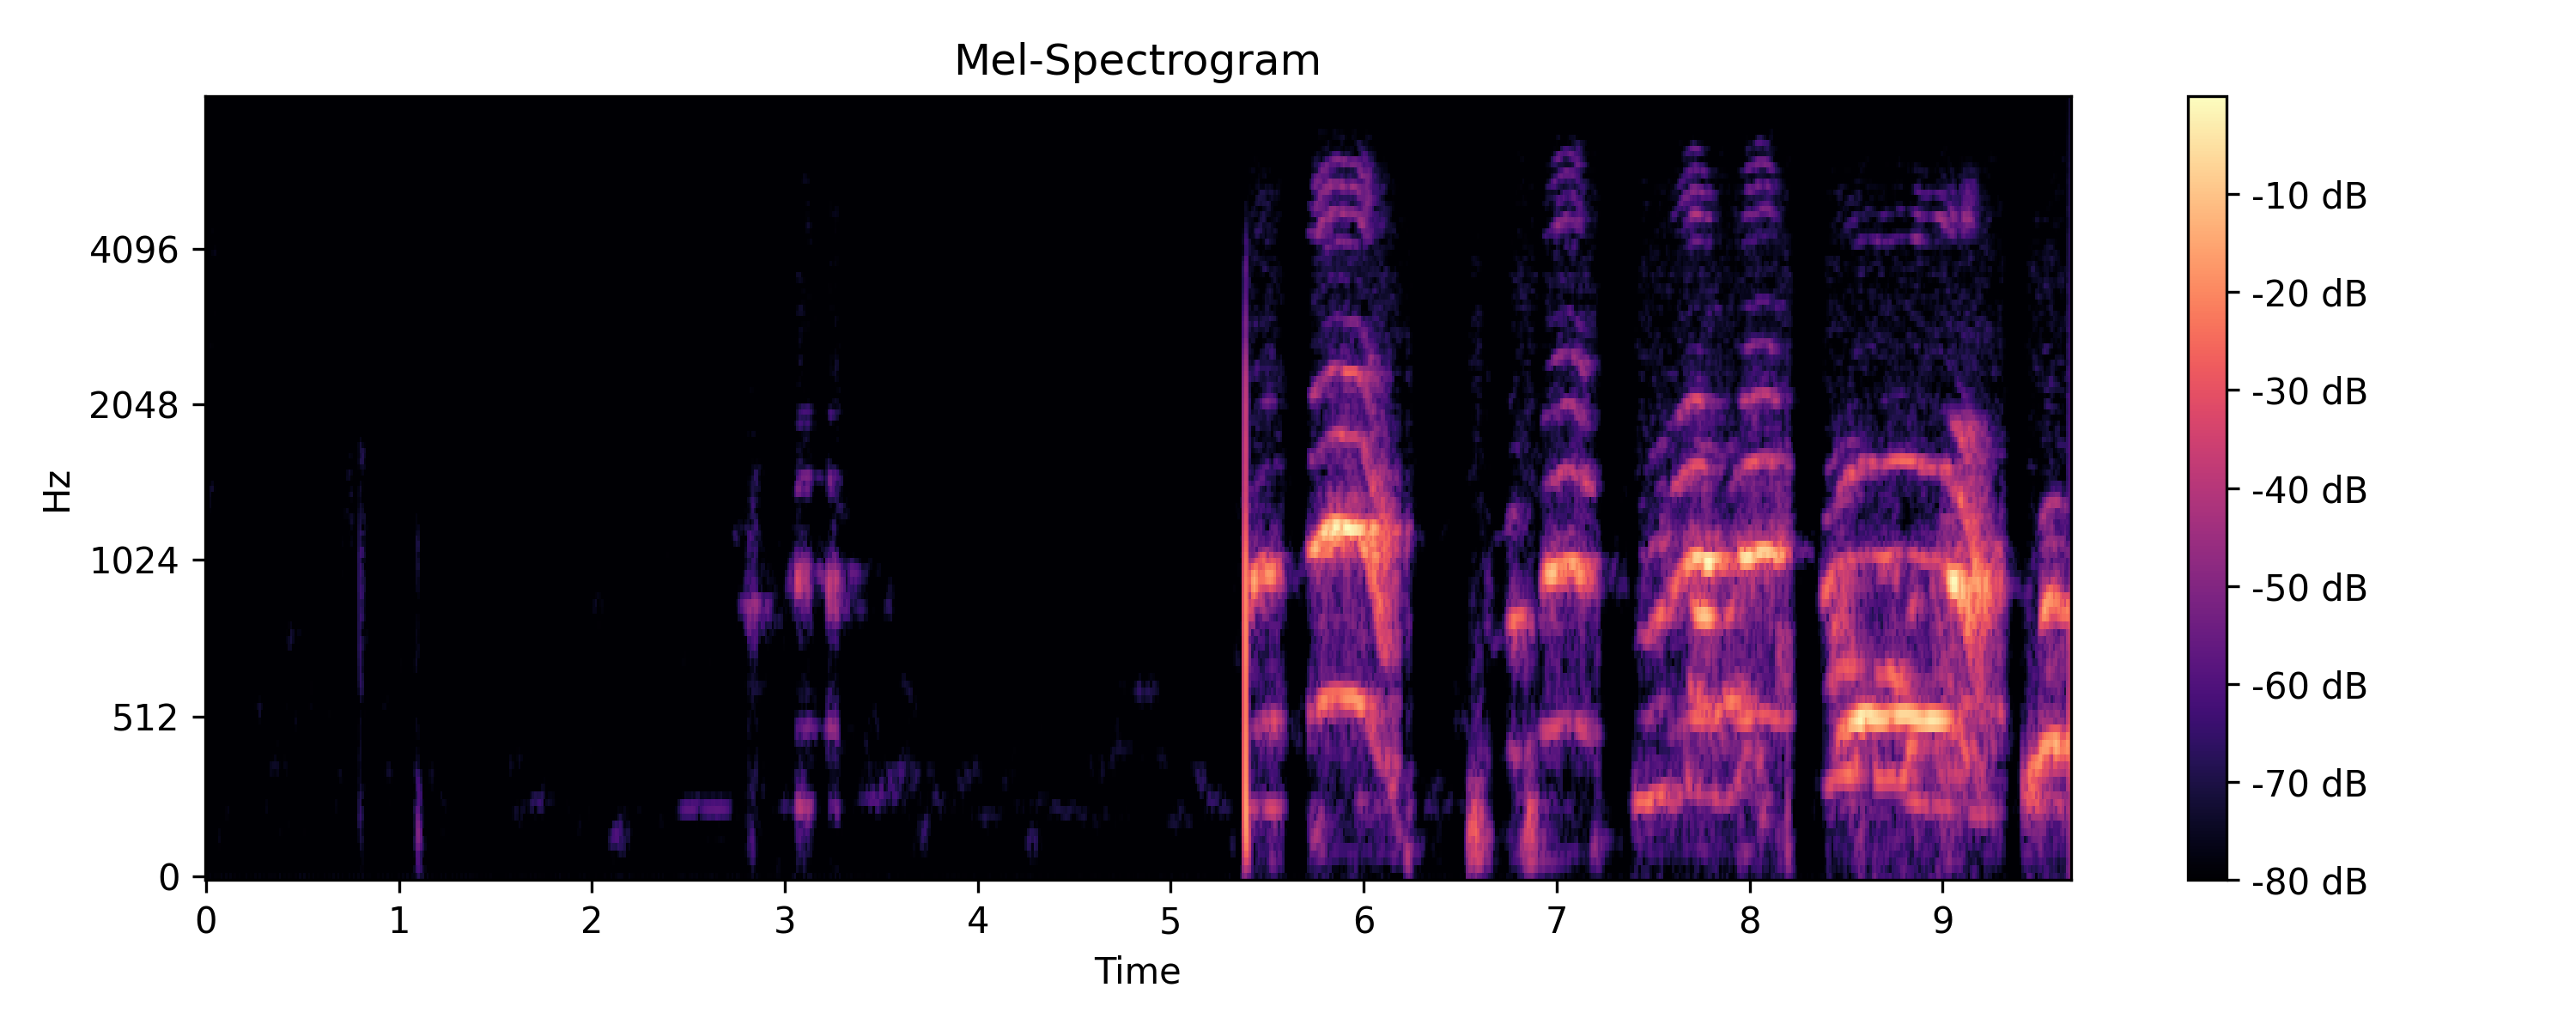 Mel-Spectrogram
Hz
4096
2048
1024
512
0
0 1 2 3 4 5 6 7 8 9
Time
-10 dB
-20 dB
-30 dB
-40 dB
-50 dB
-60 dB
-70 dB
-80 dB